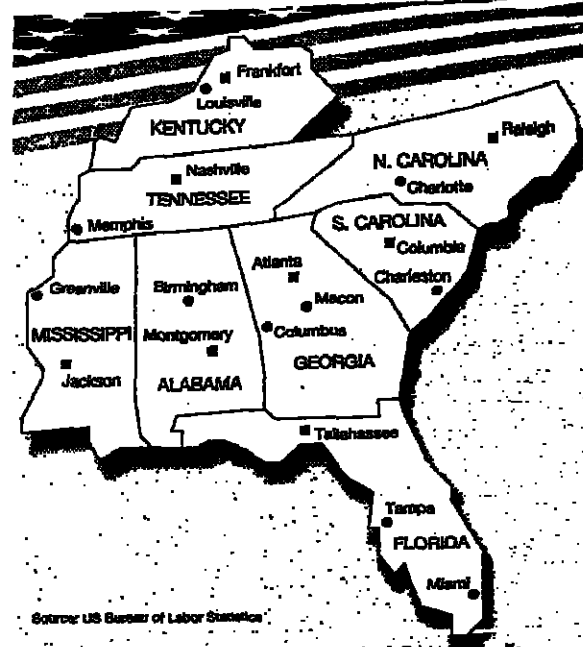 Frankfort
Louisville
KENTUCKY
Raleigh
N. CAROLINA
Nashville
TENNESSEE
Charlotte
Memphis
S. CAROLINA
Columbia
Atlanta
Charleston
Greenville
Birmingham
Macon
MISSISSIPPI
Montgomery
Columbus
GEORGIA
Jackson
ALABAMA
Tallahassee
Tampa
FLORIDA
Miami
Source: US Bureau of Labor Statistics